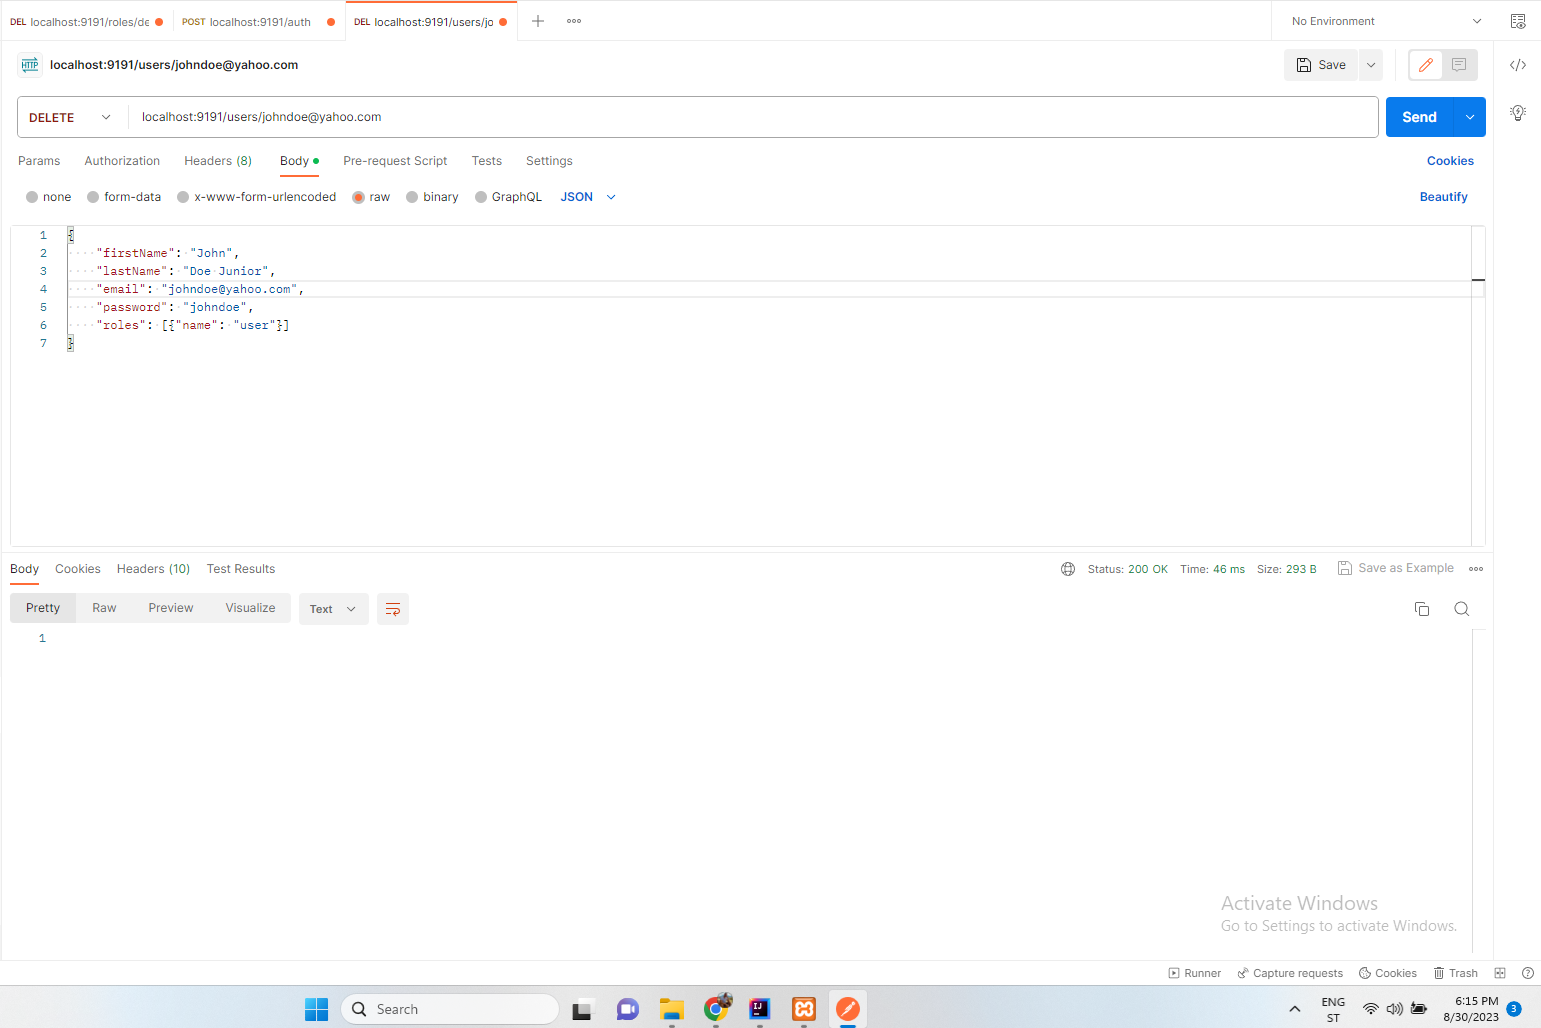 DEL localhost:9191/roles/de
POST localhost:9191/auth
DEL localhost:9191/users/jo
No Environment
HTTP localhost:9191/users/johndoe@yahoo.com
Save
DELETE localhost:9191/users/johndoe@yahoo.com
Send
Params Authorization Headers (8) Body Pre-request Script Tests Settings
Cookies
none form-data x-www-form-urlencoded raw binary GraphQL JSON
Beautify
1 {
2 "firstName": "John",
3 "lastName": "Doe Junior",
4 "email": "johndoe@yahoo.com",
5 "password": "johndoe",
6 "roles": [{"name": "user"}]
7 }
Body Cookies Headers (10) Test Results
Status: 200 OK Time: 46 ms Size: 293 B Save as Example
Pretty Raw Preview Visualize Text
1
Activate Windows
Go to Settings to activate Windows.
Runner Capture requests Cookies Trash
Search
IJ
ENG
ST
6:15 PM
8/30/2023
3